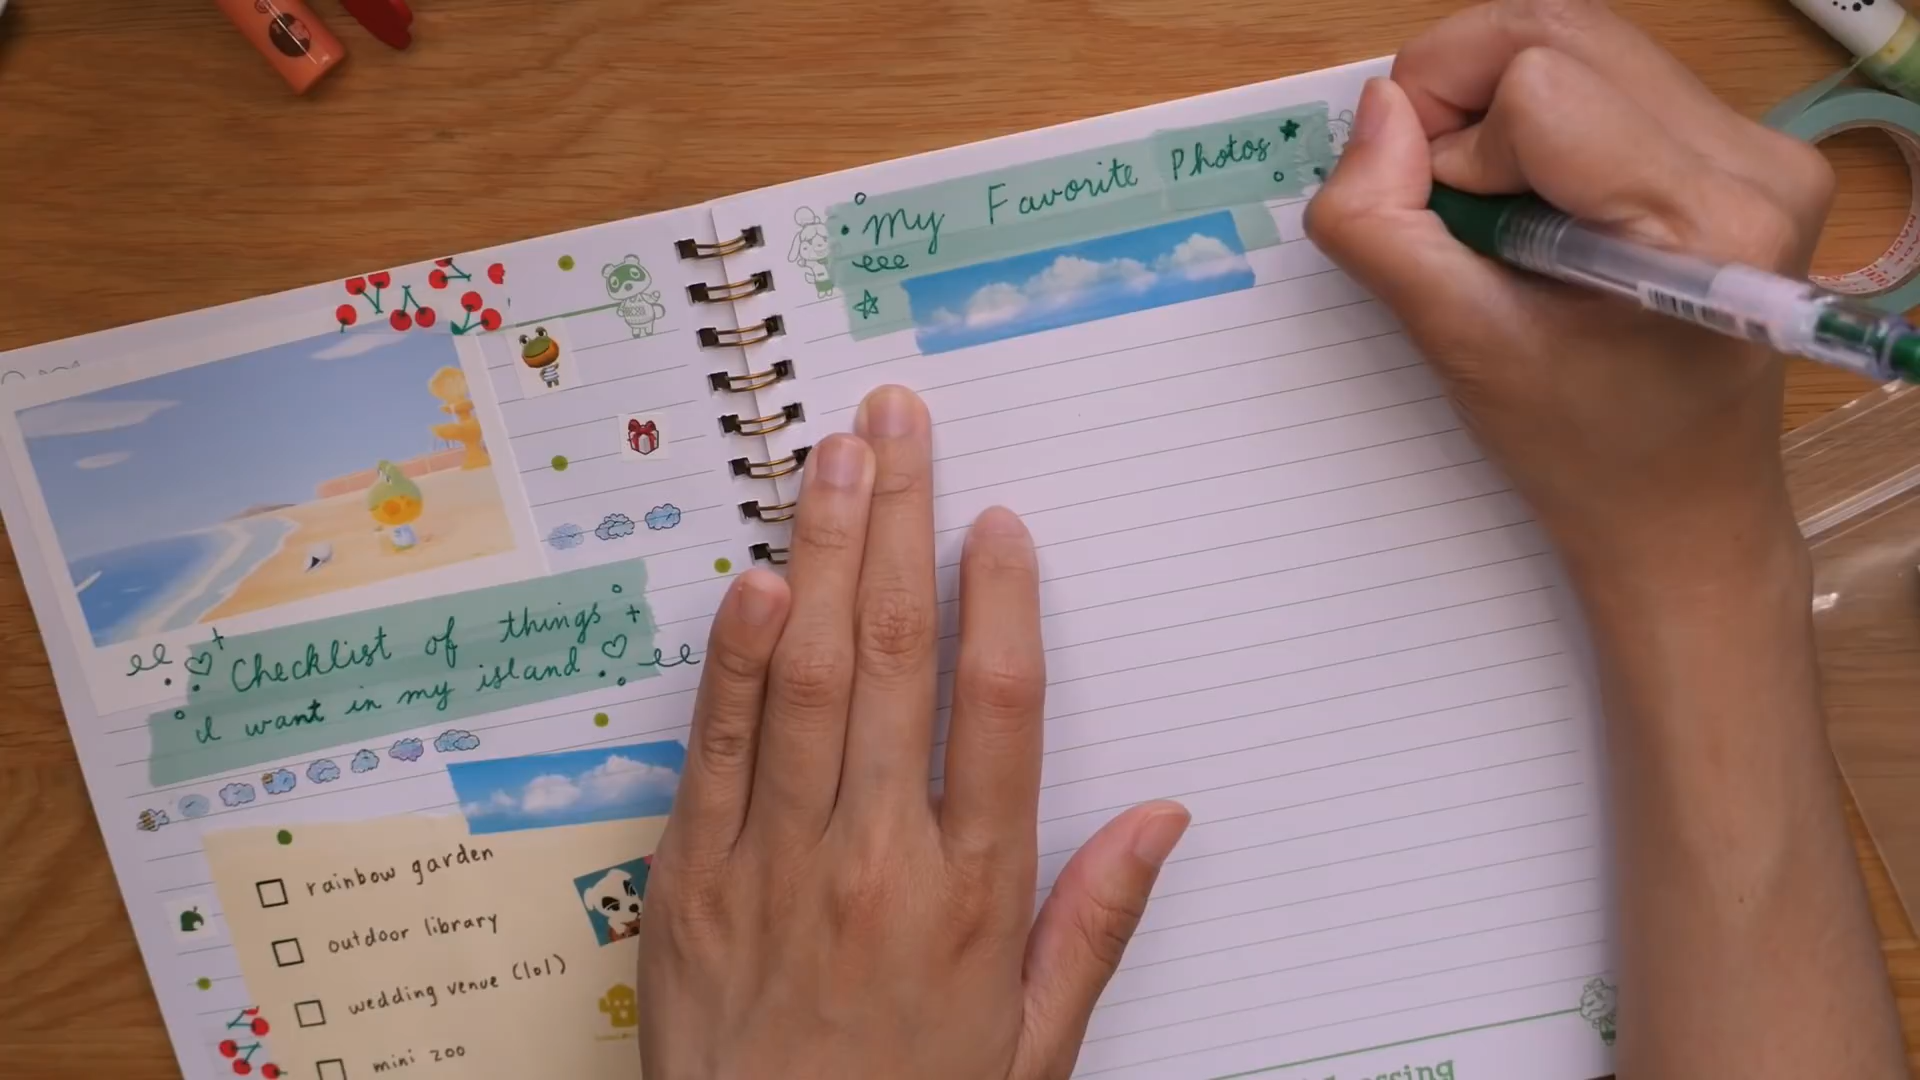 Checklist of things
I want in my island
rainbow garden
outdoor library
wedding venue (lol)
mini zoo
My Favorite Photos